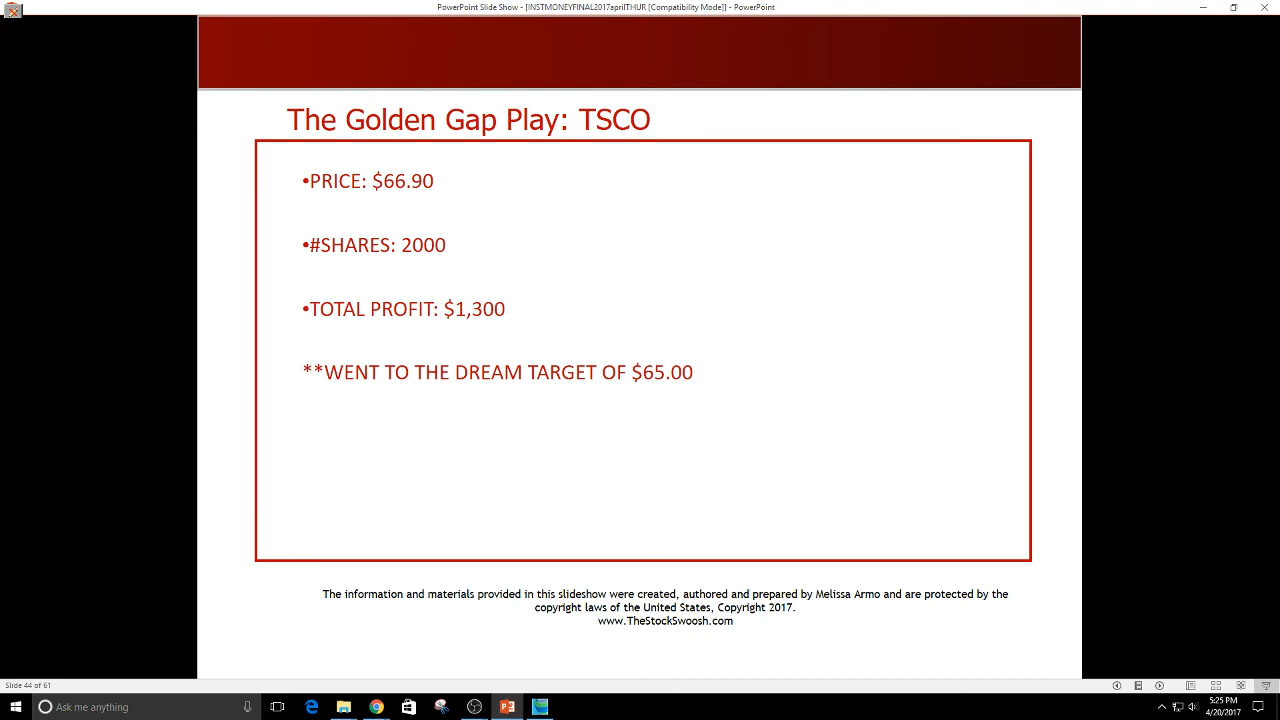 PowerPoint Slide Show - [INSTMONEYFINAL2017aprilTHUR [Compatibility Mode]] - PowerPoint
The Golden Gap Play: TSCO
•PRICE: $66.90
•#SHARES: 2000
•TOTAL PROFIT: $1,300
**WENT TO THE DREAM TARGET OF $65.00
The information and materials provided in this slideshow were created, authored and prepared by Melissa Armo and are protected by the
copyright laws of the United States, Copyright 2017.
www.TheStockSwoosh.com
Slide 44 of 61
Ask me anything
5:25 PM
4/20/2017